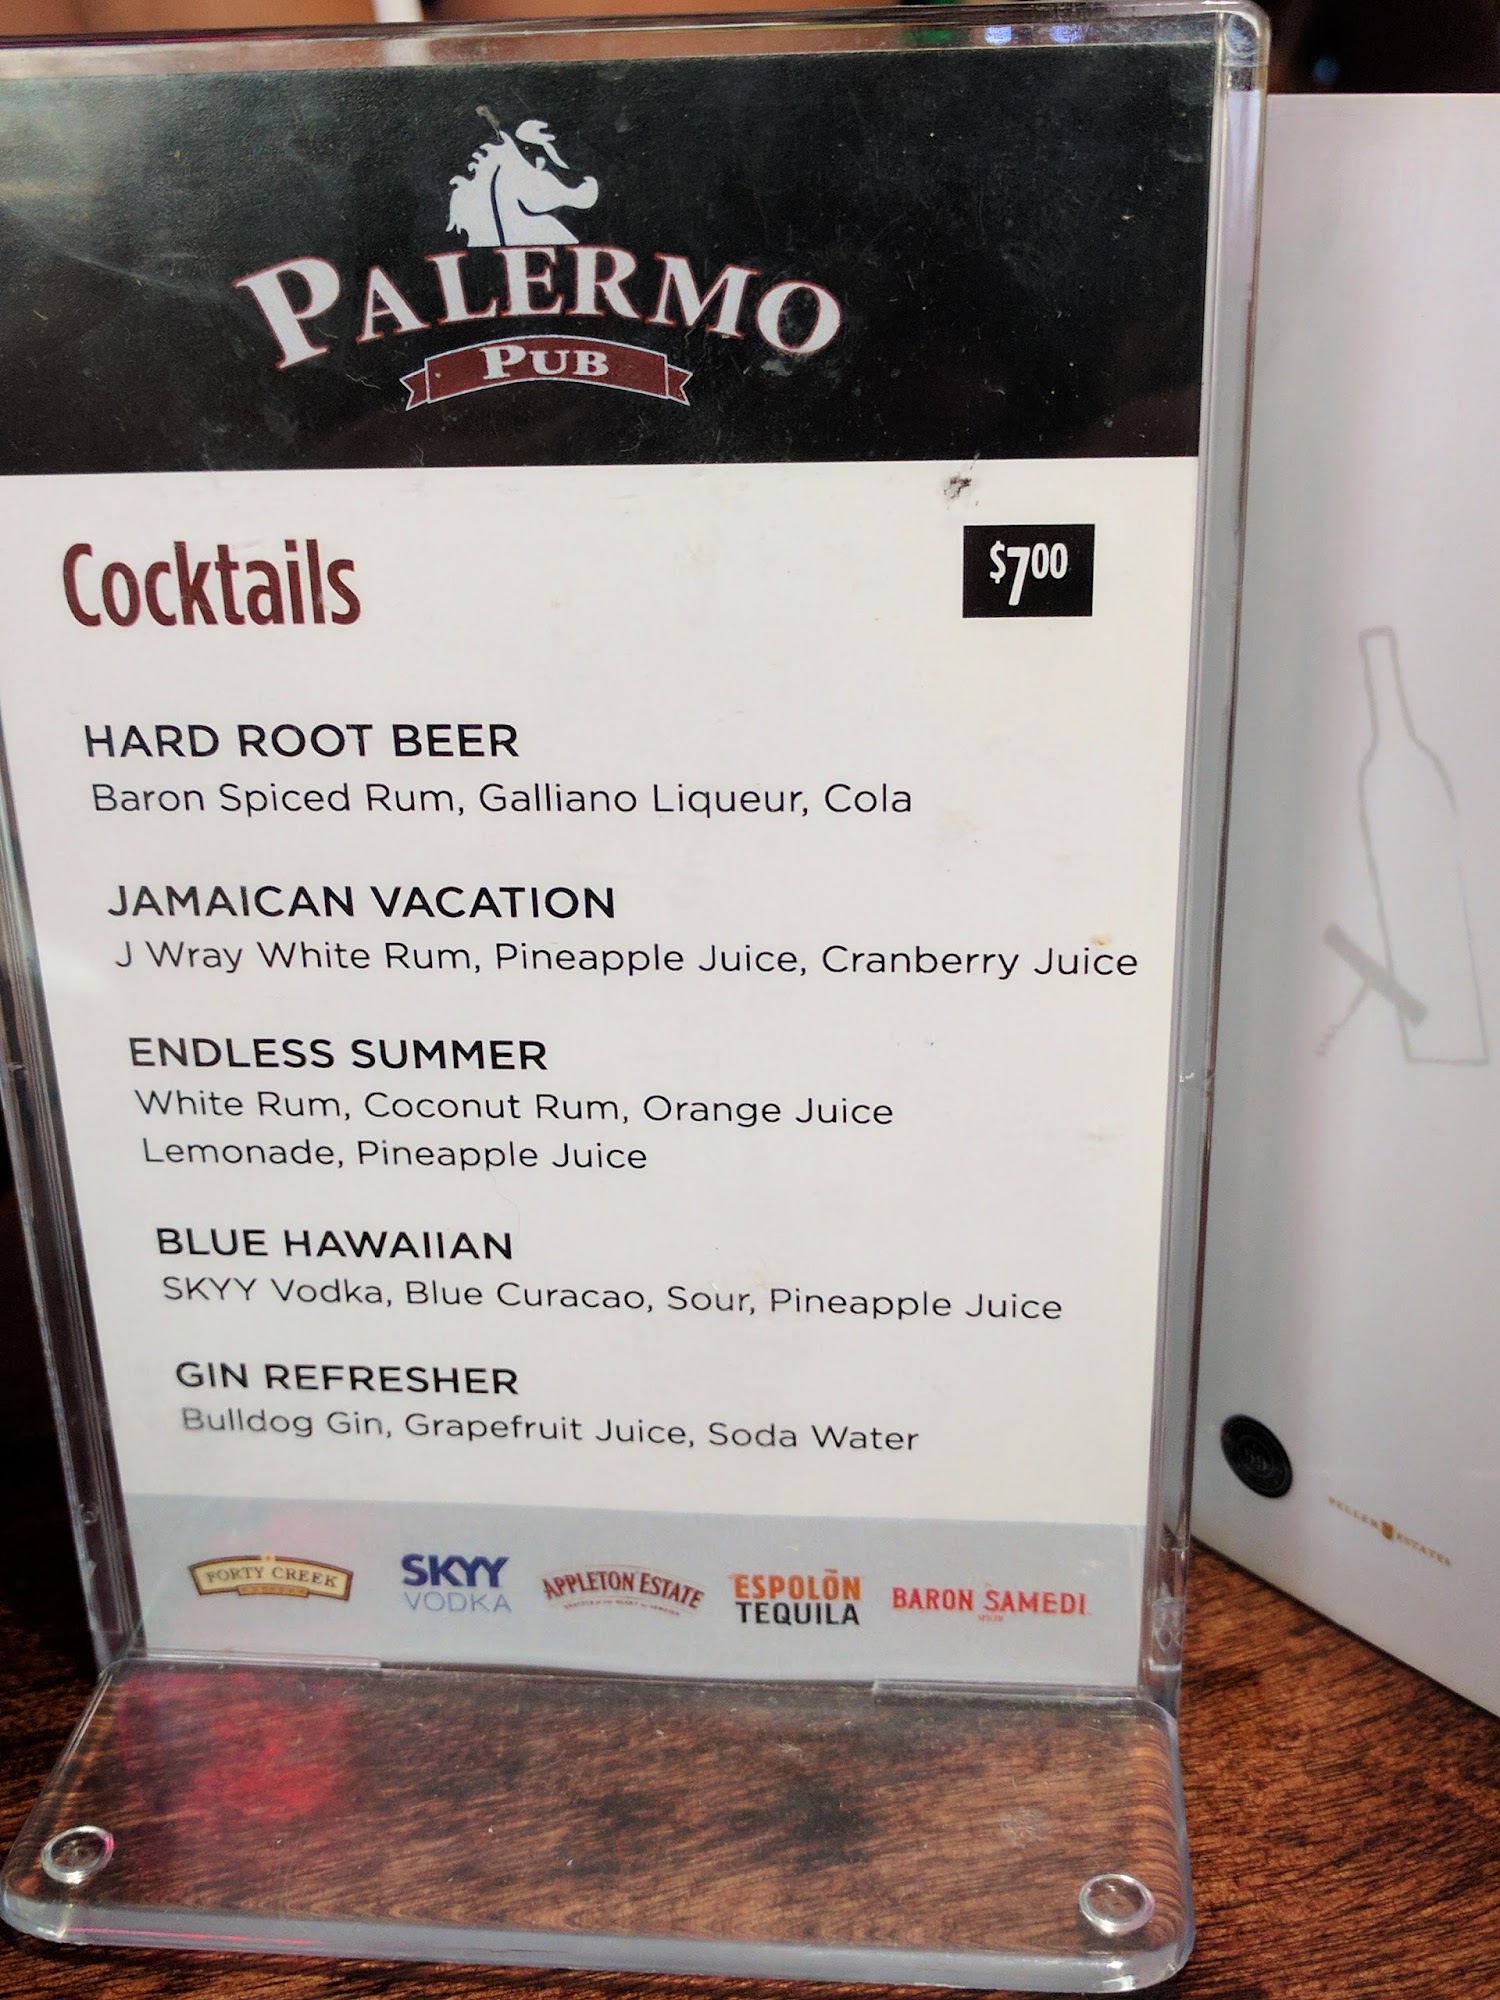 PALERMO
PUB
Cocktails
$7.00
HARD ROOT BEER
Baron Spiced Rum, Galliano Liqueur, Cola
JAMAICAN VACATION
J Wray White Rum, Pineapple Juice, Cranberry Juice
ENDLESS SUMMER
White Rum, Coconut Rum, Orange Juice
Lemonade, Pineapple Juice
BLUE HAWAIIAN
SKYY Vodka, Blue Curacao, Sour, Pineapple Juice
GIN REFRESHER
Bulldog Gin, Grapefruit Juice, Soda Water
FORTY CREEK
SKYY
VODKA
APPLETON ESTATE
ESPOLÒN
TEQUILA
BARON SAMEDI
PELLER ESTATES